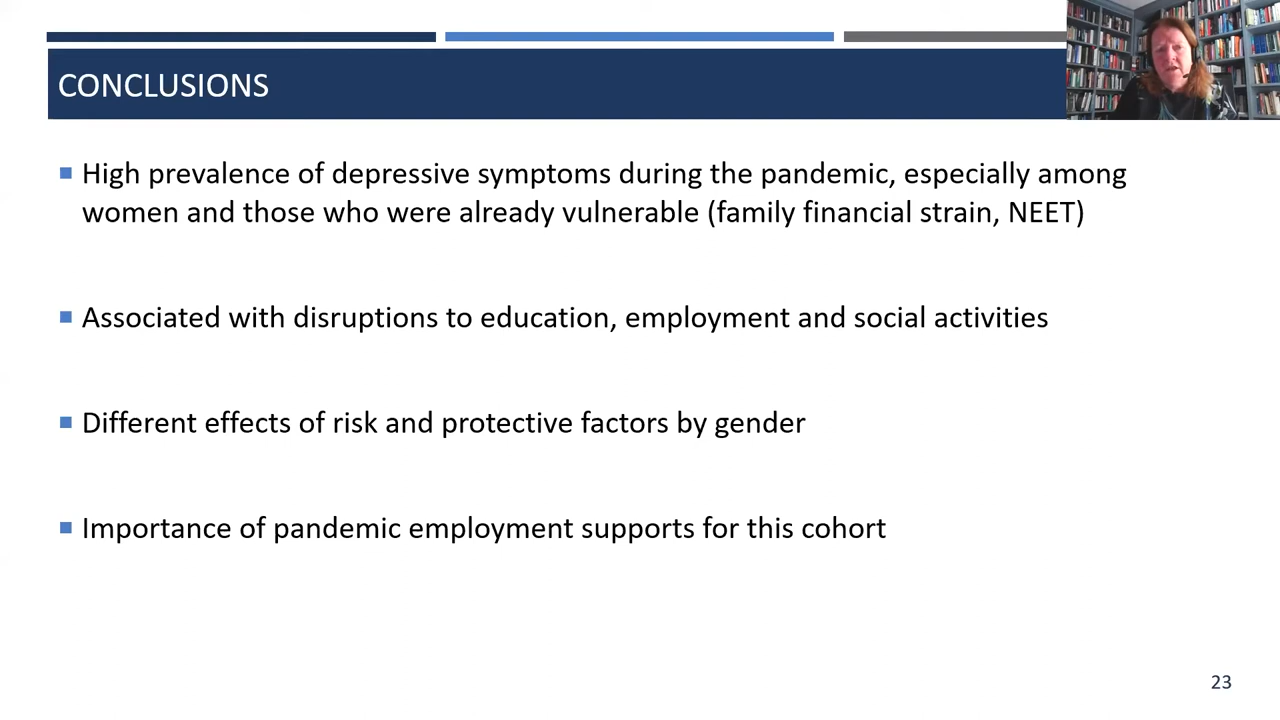 CONCLUSIONS
High prevalence of depressive symptoms during the pandemic, especially among
women and those who were already vulnerable (family financial strain, NEET)
Associated with disruptions to education, employment and social activities
Different effects of risk and protective factors by gender
Importance of pandemic employment supports for this cohort
23